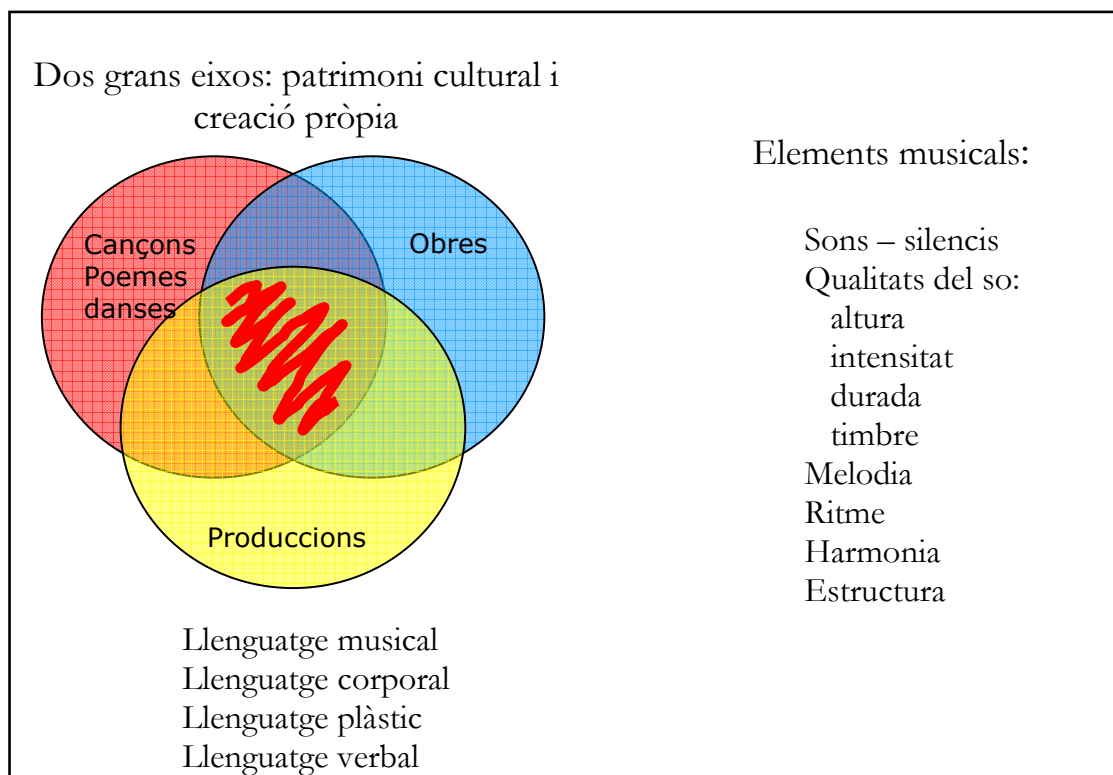 Dos grans eixos: patrimoni cultural i
creació pròpia
Cançons
Poemes
danses
Obres
Produccions
Llenguatge musical
Llenguatge corporal
Llenguatge plàstic
Llenguatge verbal
Elements musicals:
Sons – silencis
Qualitats del so:
altura
intensitat
durada
timbre
Melodia
Ritme
Harmonia
Estructura